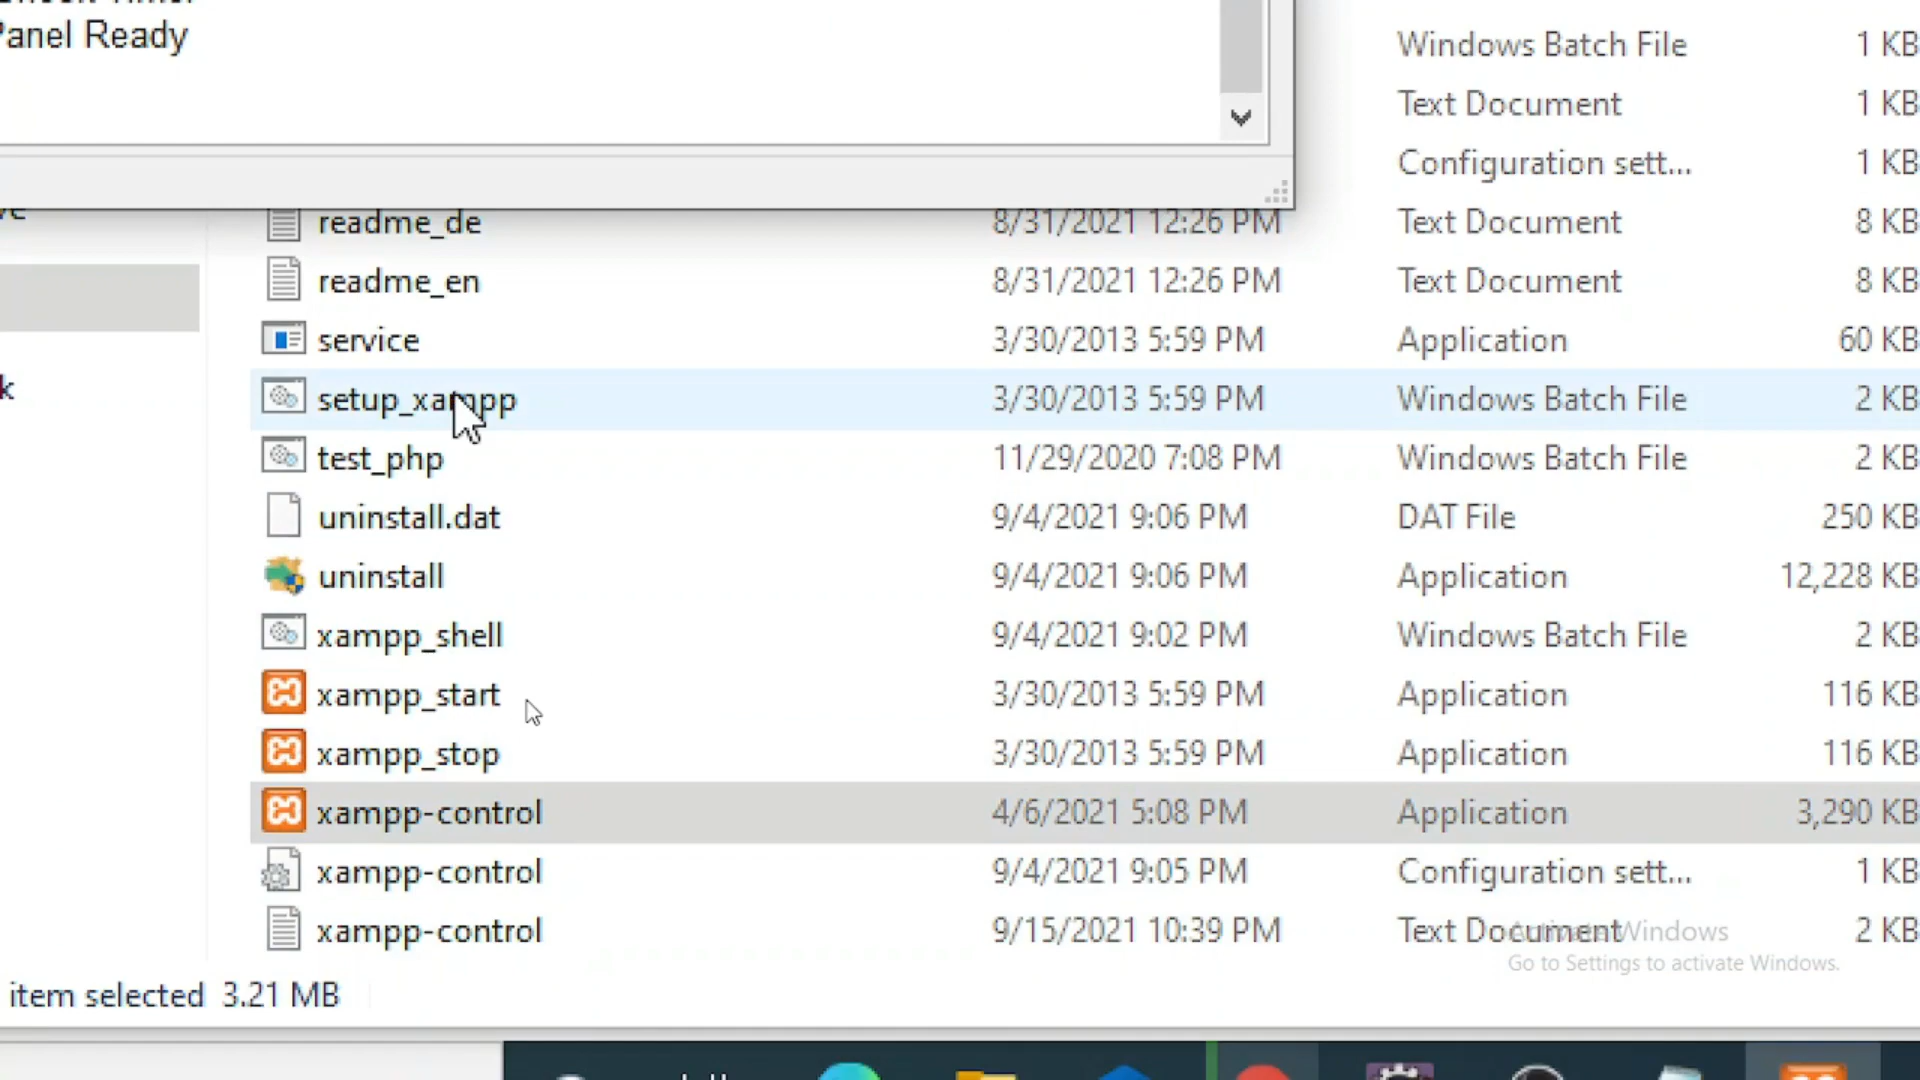 Panel Ready
Windows Batch File 1 KB
Text Document 1 KB
Configuration sett... 1 KB
readme_de 8/31/2021 12:26 PM Text Document 8 KB
readme_en 8/31/2021 12:26 PM Text Document 8 KB
service 3/30/2013 5:59 PM Application 60 KB
setup_xampp 3/30/2013 5:59 PM Windows Batch File 2 KB
test_php 11/29/2020 7:08 PM Windows Batch File 2 KB
uninstall.dat 9/4/2021 9:06 PM DAT File 250 KB
uninstall 9/4/2021 9:06 PM Application 12,228 KB
xampp_shell 9/4/2021 9:02 PM Windows Batch File 2 KB
xampp_start 3/30/2013 5:59 PM Application 116 KB
xampp_stop 3/30/2013 5:59 PM Application 116 KB
xampp-control 4/6/2021 5:08 PM Application 3,290 KB
xampp-control 9/4/2021 9:05 PM Configuration sett... 1 KB
xampp-control 9/15/2021 10:39 PM Text Document 2 KB
Activate Windows
Go to Settings to activate Windows.
item selected 3.21 MB